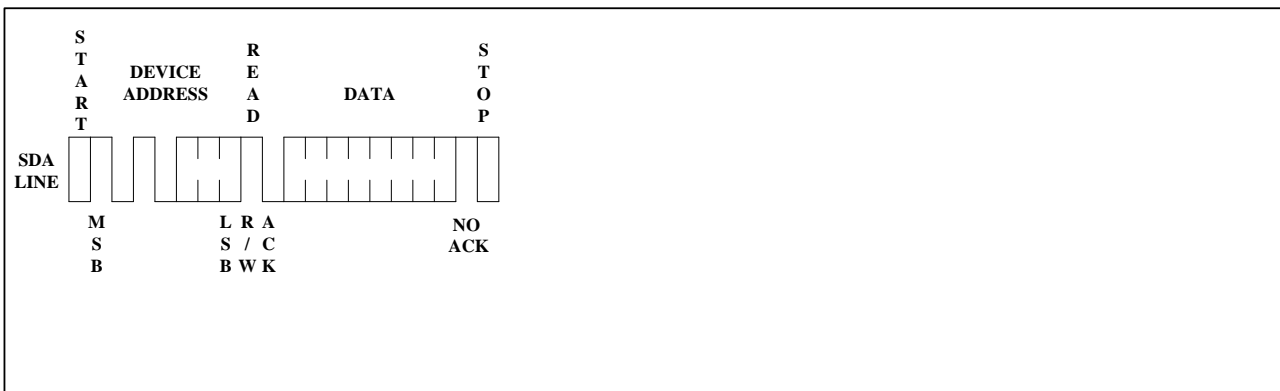 START
DEVICE
ADDRESS
READ
DATA
STOP
SDA
LINE
MSB
LSB
R/W
ACK
NO
ACK